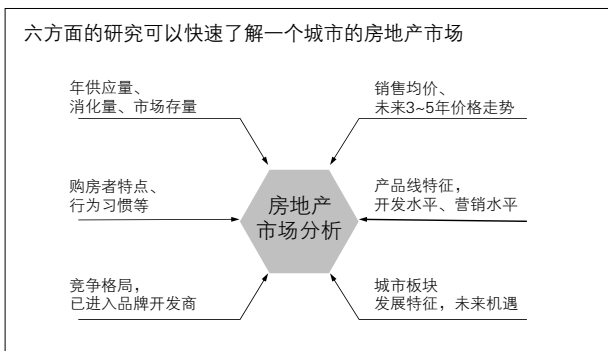 六方面的研究可以快速了解一个城市的房地产市场
年供应量、
消化量、市场存量
销售均价、
未来3~5年价格走势
购房者特点、
行为习惯等
房地产
市场分析
产品线特征，
开发水平、营销水平
竞争格局，
已进入品牌开发商
城市板块
发展特征，未来机遇